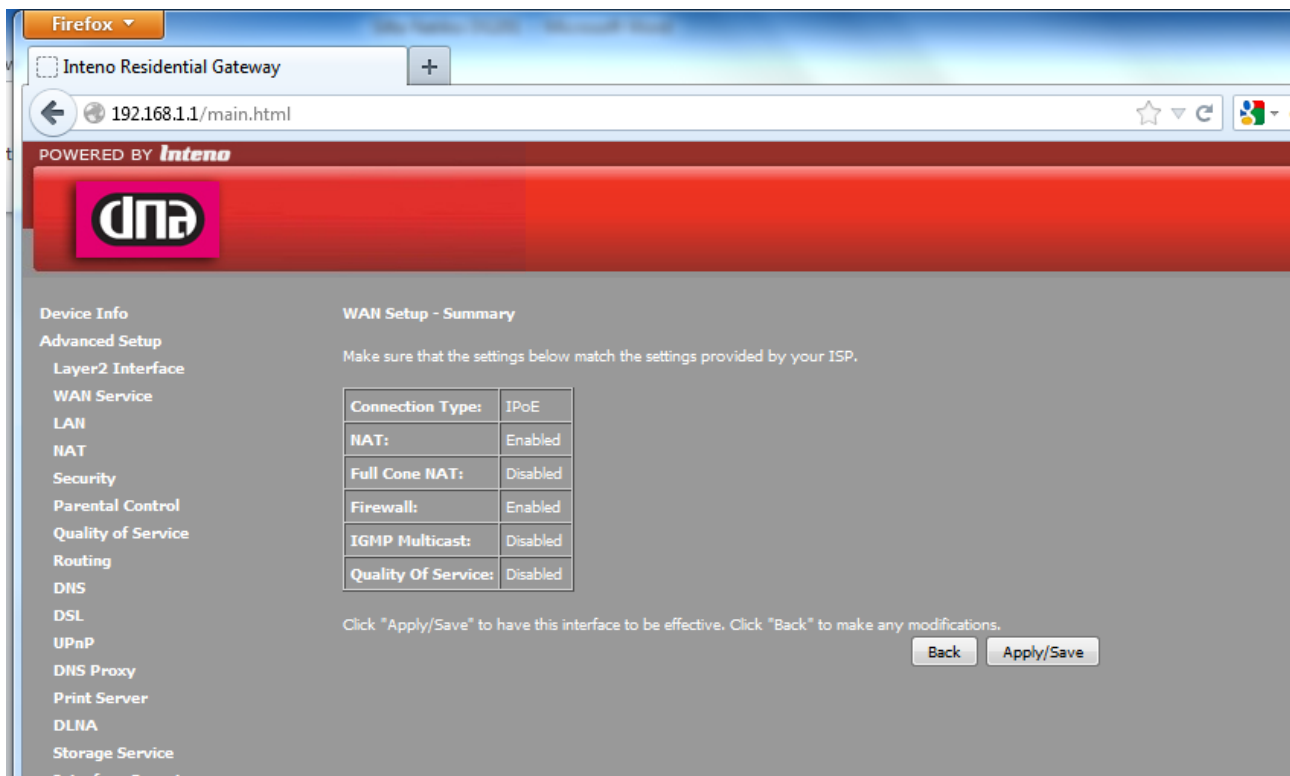 Firefox
Inteno Residential Gateway
192.168.1.1/main.html
POWERED BY Inteno
dna
Device Info
Advanced Setup
Layer2 Interface
WAN Service
LAN
NAT
Security
Parental Control
Quality of Service
Routing
DNS
DSL
UPnP
DNS Proxy
Print Server
DLNA
Storage Service
WAN Setup - Summary
Make sure that the settings below match the settings provided by your ISP.
Connection Type: IPoE
NAT: Enabled
Full Cone NAT: Disabled
Firewall: Enabled
IGMP Multicast: Disabled
Quality Of Service: Disabled
Click "Apply/Save" to have this interface to be effective. Click "Back" to make any modifications.
Back Apply/Save